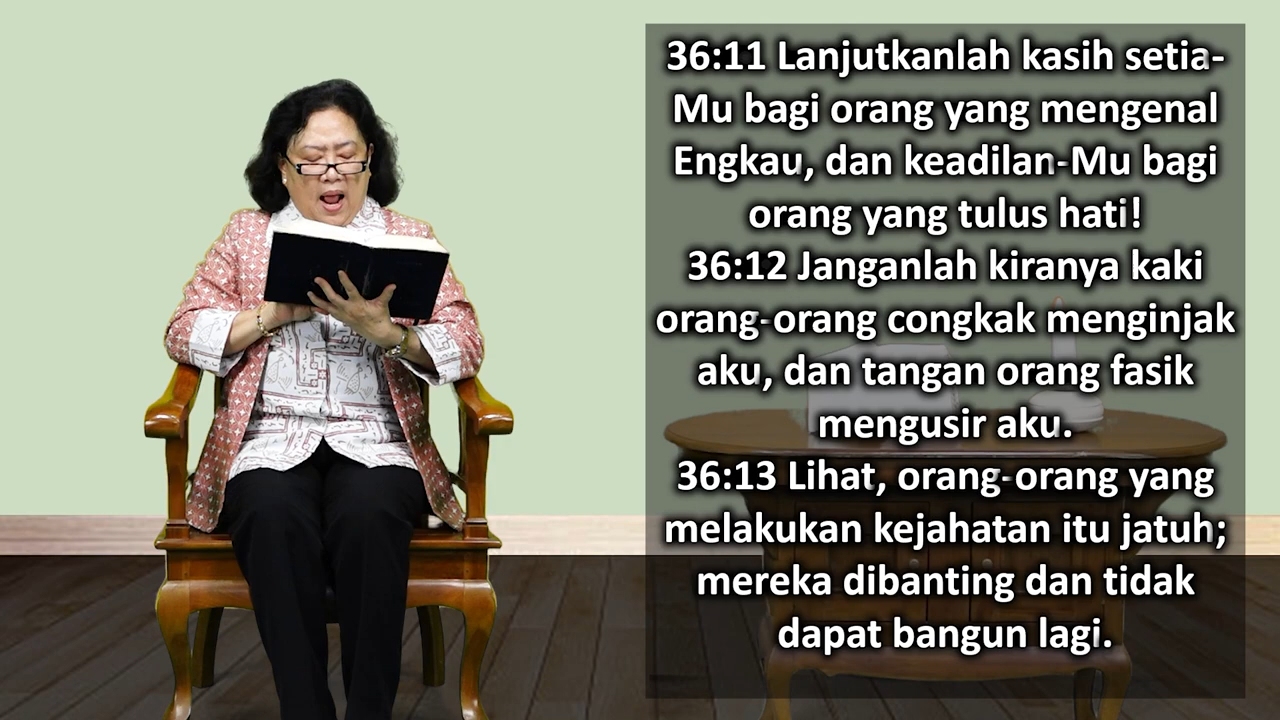 36:11 Lanjutkanlah kasih setia-
Mu bagi orang yang mengenal
Engkau, dan keadilan-Mu bagi
orang yang tulus hati!
36:12 Janganlah kiranya kaki
orang-orang congkak menginjak
aku, dan tangan orang fasik
mengusir aku.
36:13 Lihat, orang-orang yang
melakukan kejahatan itu jatuh;
mereka dibanting dan tidak
dapat bangun lagi.